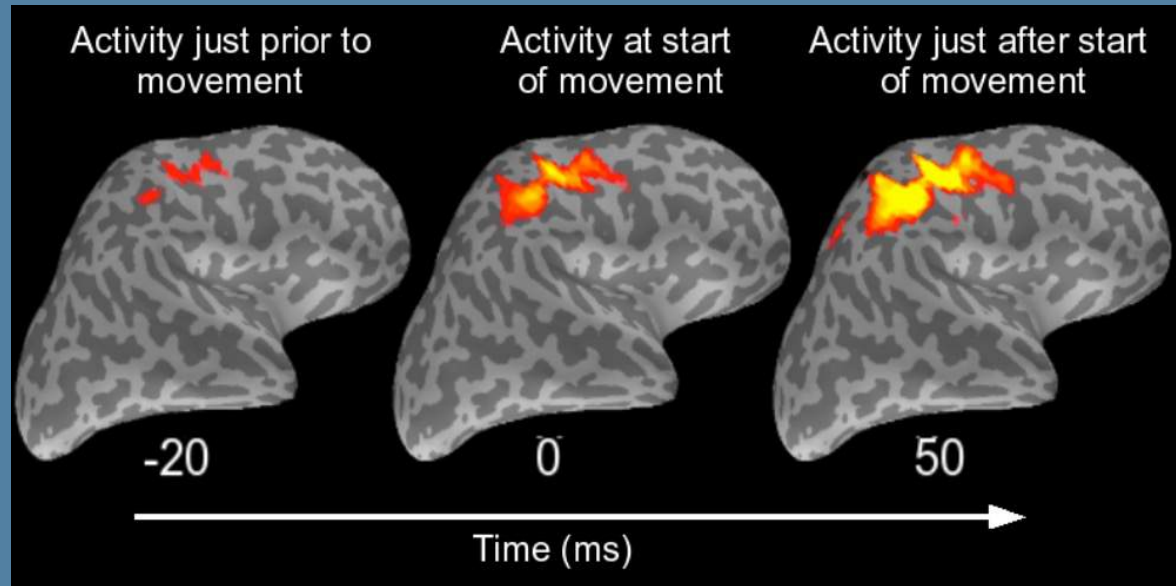 Activity just prior to
movement
Activity at start
of movement
Activity just after start
of movement
-20
0
50
Time (ms)